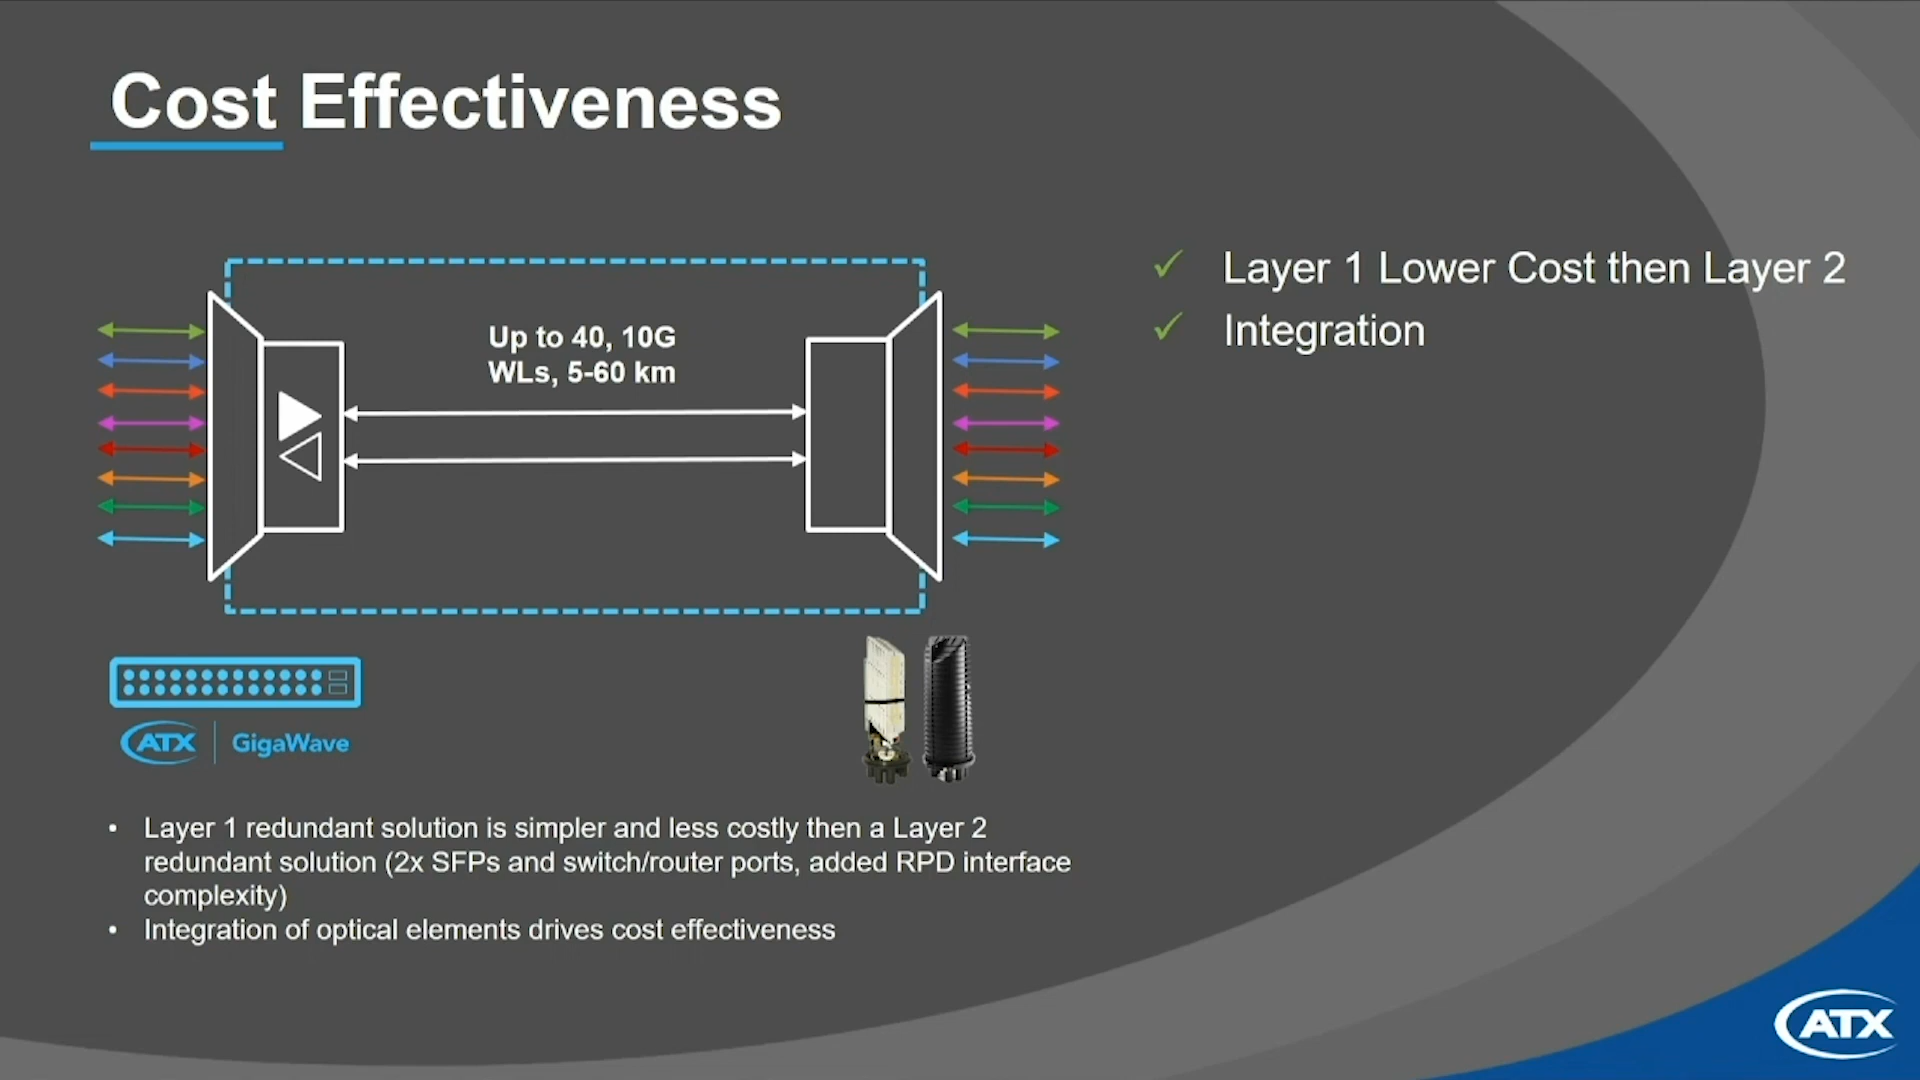 Cost Effectiveness
Up to 40, 10G
WLs, 5-60 km
✓ Layer 1 Lower Cost then Layer 2
✓ Integration
ATX | GigaWave
• Layer 1 redundant solution is simpler and less costly then a Layer 2
redundant solution (2x SFPs and switch/router ports, added RPD interface
complexity)
• Integration of optical elements drives cost effectiveness
ATX